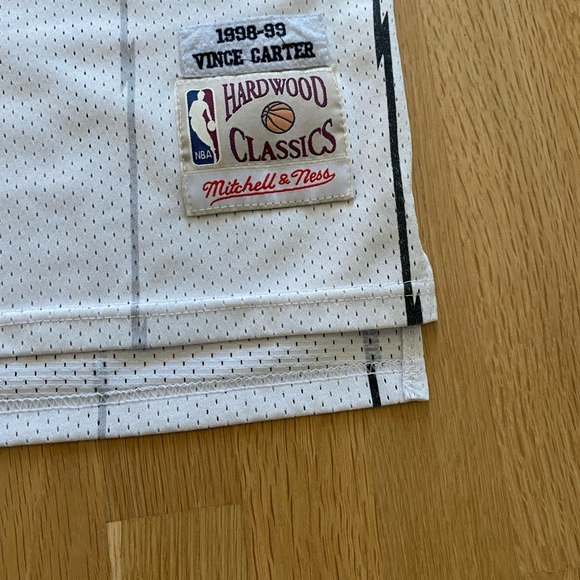 1998-99
VINCE CARTER
HARDWOOD
CLASSICS
NBA
Mitchell & Ness